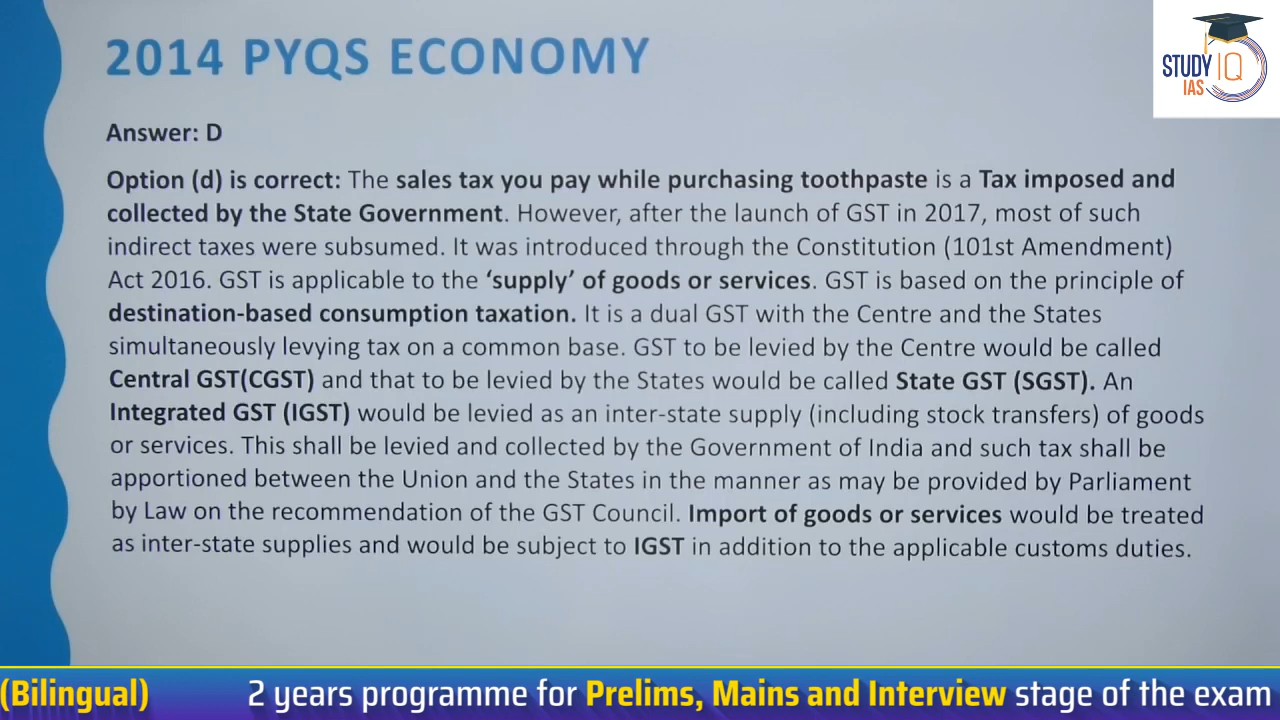 2014 PYQS ECONOMY
STUDY IQ
IAS
Answer: D
Option (d) is correct: The sales tax you pay while purchasing toothpaste is a Tax imposed and
collected by the State Government. However, after the launch of GST in 2017, most of such
indirect taxes were subsumed. It was introduced through the Constitution (101st Amendment)
Act 2016. GST is applicable to the ‘supply’ of goods or services. GST is based on the principle of
destination-based consumption taxation. It is a dual GST with the Centre and the States
simultaneously levying tax on a common base. GST to be levied by the Centre would be called
Central GST(CGST) and that to be levied by the States would be called State GST (SGST). An
Integrated GST (IGST) would be levied as an inter-state supply (including stock transfers) of goods
or services. This shall be levied and collected by the Government of India and such tax shall be
apportioned between the Union and the States in the manner as may be provided by Parliament
by Law on the recommendation of the GST Council. Import of goods or services would be treated
as inter-state supplies and would be subject to IGST in addition to the applicable customs duties.
(Bilingual) 2 years programme for Prelims, Mains and Interview stage of the exam